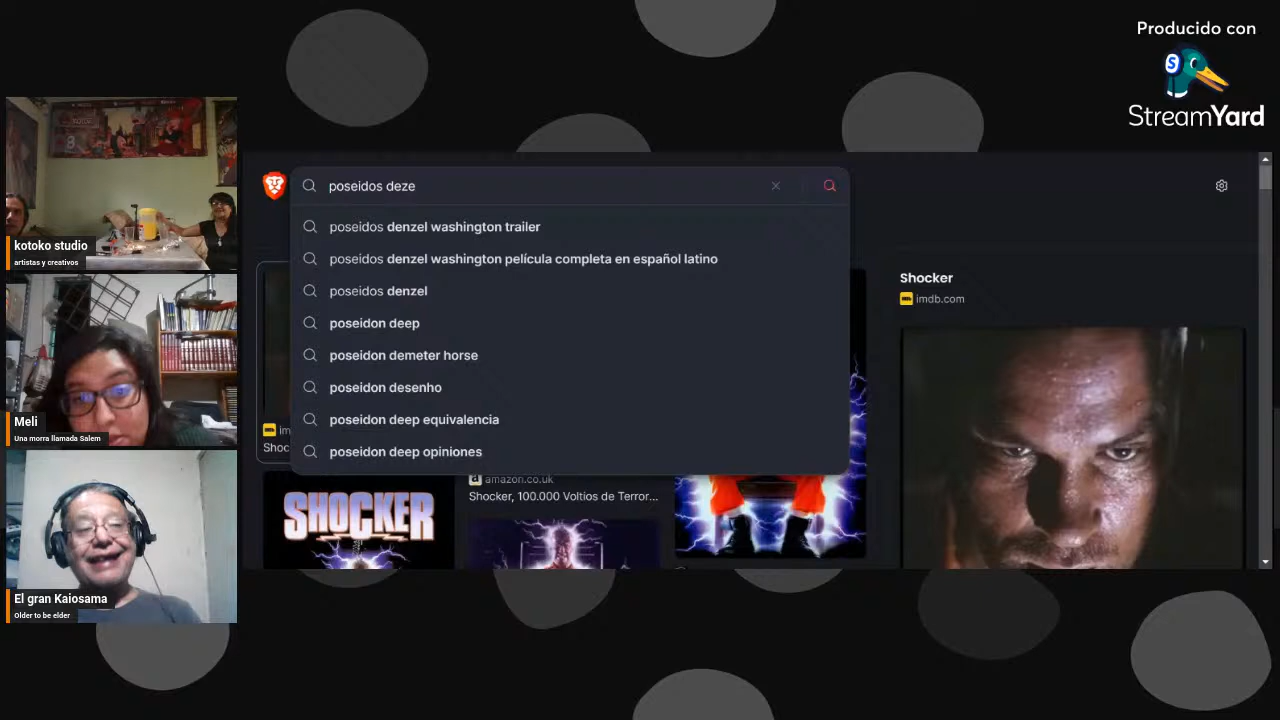 Producido con
StreamYard
kotoko studio
artistas y creativos
Meli
Una morra llamada Salem
El gran Kaiosama
Older to be elder
poseidos deze
poseidos denzel washington trailer
poseidos denzel washington película completa en español latino
poseidos denzel
poseidon deep
poseidon demeter horse
poseidon desenho
poseidon deep equivalencia
poseidon deep opiniones
im
Shoc
amazon.co.uk
Shocker, 100.000 Voltios de Terror...
SHOCKER
Shocker
imdb.com